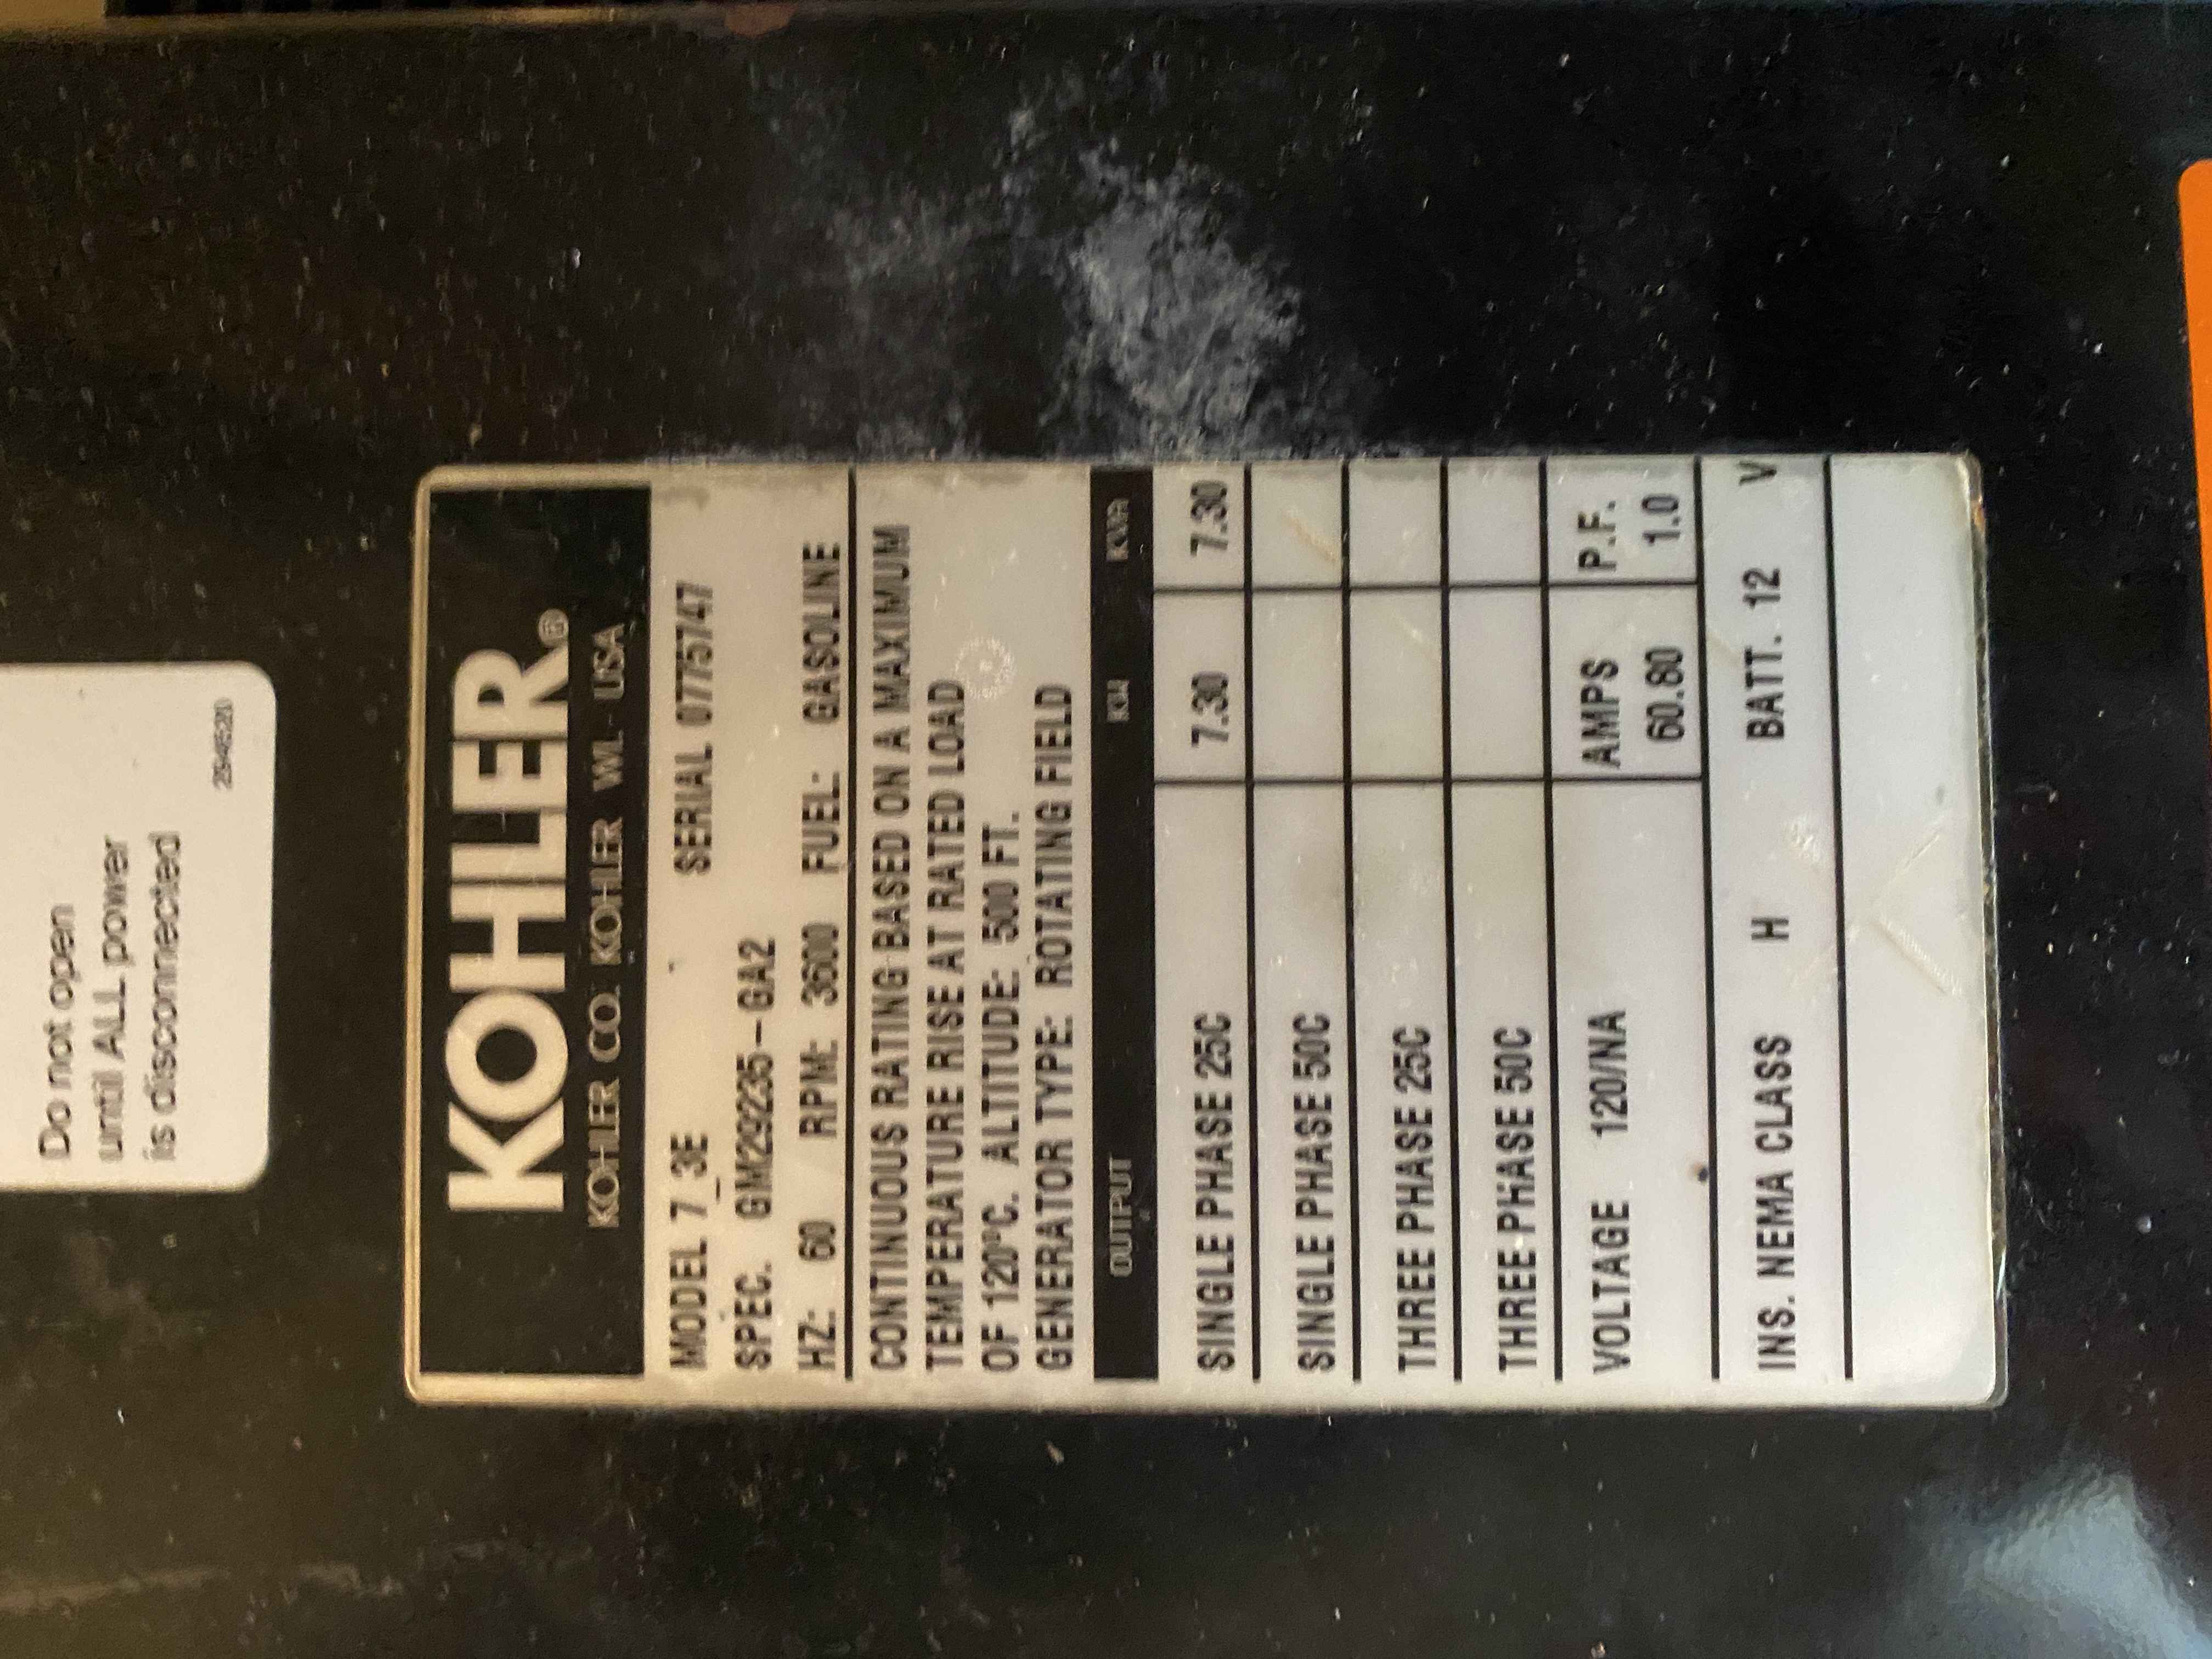 Do not open
until ALL power
is disconnected
KOHLER®
KOHLER CO. KOHLER WI. USA
MODEL 7_3E SERIAL 0775747
SPEC. GM29235-GA2
HZ: 60 RPM: 3600 FUEL: GASOLINE
CONTINUOUS RATING BASED ON A MAXIMUM
TEMPERATURE RISE AT RATED LOAD
OF 120°C. ALTITUDE: 500 FT.
GENERATOR TYPE: ROTATING FIELD
OUTPUT KW KVA
SINGLE PHASE 25C 7.30 7.30
SINGLE PHASE 50C
THREE PHASE 25C
THREE PHASE 50C
VOLTAGE 120/NA AMPS P.F.
60.80 1.0
INS. NEMA CLASS H BATT. 12 V